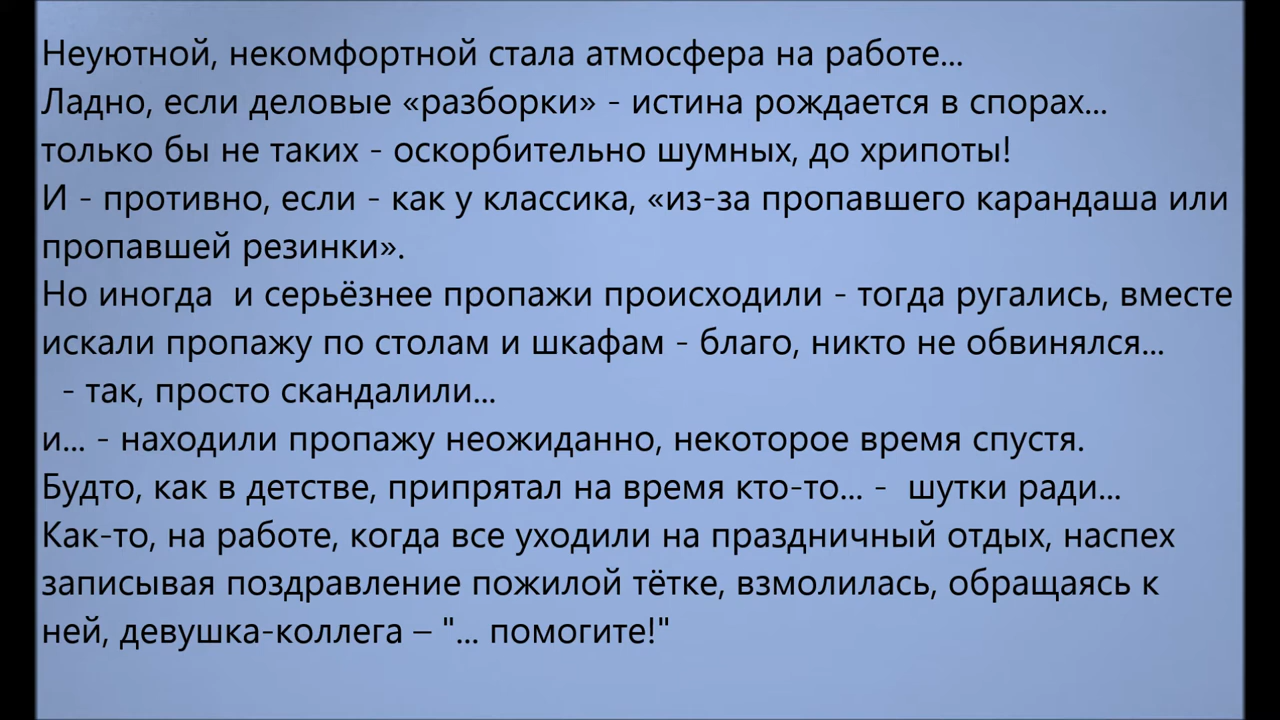 Неуютной, некомфортной стала атмосфера на работе...
Ладно, если деловые «разборки» - истина рождается в спорах...
только бы не таких - оскорбительно шумных, до хрипоты!
И - противно, если - как у классика, «из-за пропавшего карандаша или
пропавшей резинки».
Но иногда  и серьёзнее пропажи происходили - тогда ругались, вместе
искали пропажу по столам и шкафам - благо, никто не обвинялся...
- так, просто скандалили...
и... - находили пропажу неожиданно, некоторое время спустя.
Будто, как в детстве, припрятал на время кто-то... -  шутки ради...
Как-то, на работе, когда все уходили на праздничный отдых, наспех
записывая поздравление пожилой тётке, взмолилась, обращаясь к
ней, девушка-коллега – "... помогите!"